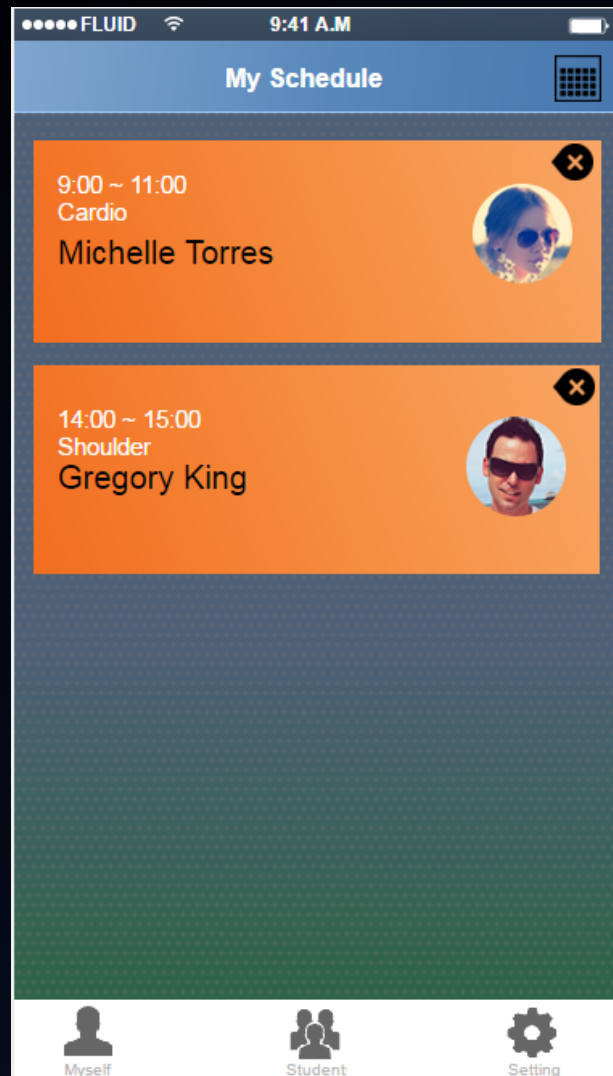 FLUID 9:41 A.M
My Schedule
9:00 ~ 11:00
Cardio
Michelle Torres
14:00 ~ 15:00
Shoulder
Gregory King
Myself Student Setting